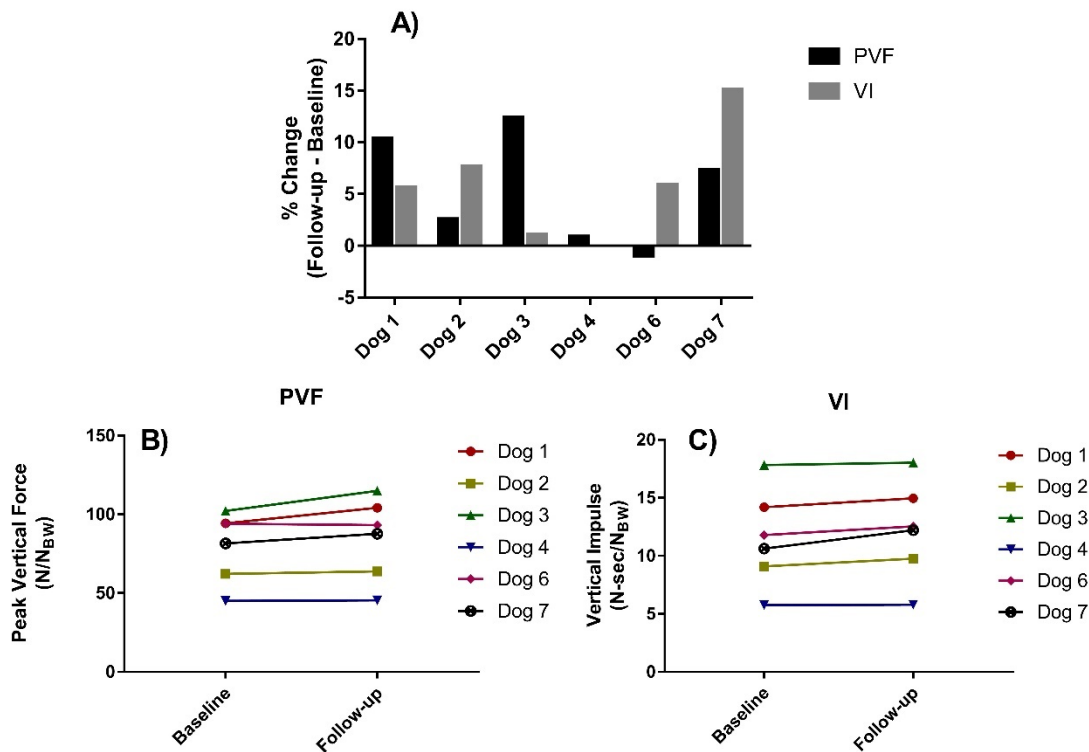 A)
20
15
10
5
0
-5
% Change
(Follow-up - Baseline)
PVF
VI
Dog 1
Dog 2
Dog 3
Dog 4
Dog 6
Dog 7
PVF
B)
150
100
50
0
Peak Vertical Force
(N/NBW)
Baseline
Follow-up
Dog 1
Dog 2
Dog 3
Dog 4
Dog 6
Dog 7
VI
C)
20
15
10
5
0
Vertical Impulse
(N-sec/NBW)
Baseline
Follow-up
Dog 1
Dog 2
Dog 3
Dog 4
Dog 6
Dog 7